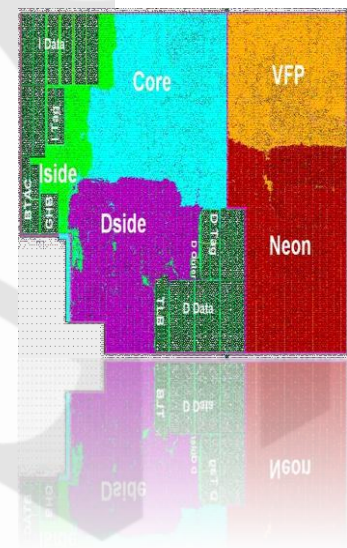 I Data
Core
VFP
I Tag
Iside
BTAC
GHB
Dside
D Tag
D Outer
Neon
TLB
D Data